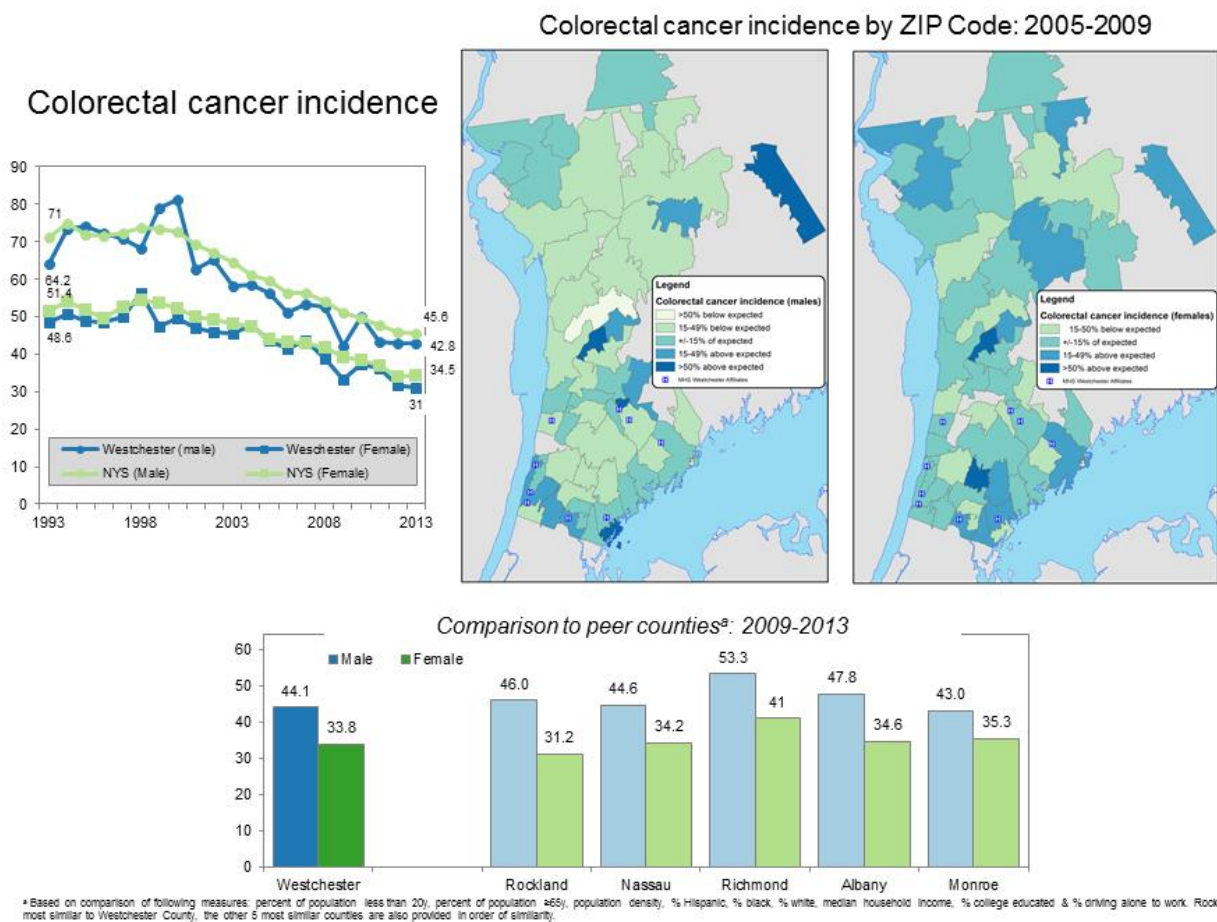 Colorectal cancer incidence by ZIP Code: 2005-2009
Colorectal cancer incidence
90
80
70
60
50
40
30
20
10
0
71
64.2
51.4
48.6
45.6
42.8
34.5
31
Westchester (male)
Weschester (Female)
NYS (Male)
NYS (Female)
1993
1998
2003
2008
2013
Legend
Colorectal cancer incidence (males)
>50% below expected
15-49% below expected
+/-15% of expected
15-49% above expected
>50% above expected
H MHS Westchester Affiliates
H
H
H
H
H
H
H
H
H
Legend
Colorectal cancer incidence (females)
15-50% below expected
+/-15% of expected
15-49% above expected
>50% above expected
H MHS Westchester Affiliates
H
H
H
H
H
H
H
H
H
Comparison to peer countiesª: 2009-2013
Male
Female
60
50
40
30
20
10
0
44.1
33.8
46.0
31.2
44.6
34.2
53.3
41
47.8
34.6
43.0
35.3
Westchester
Rockland
Nassau
Richmond
Albany
Monroe
ª Based on comparison of following measures: percent of population less than 20y, percent of population ≥65y, population density, % Hispanic, % black, % white, median household income, % college educated & % driving alone to work. Rock
most similar to Westchester County, the other 5 most similar counties are also provided in order of similarity.